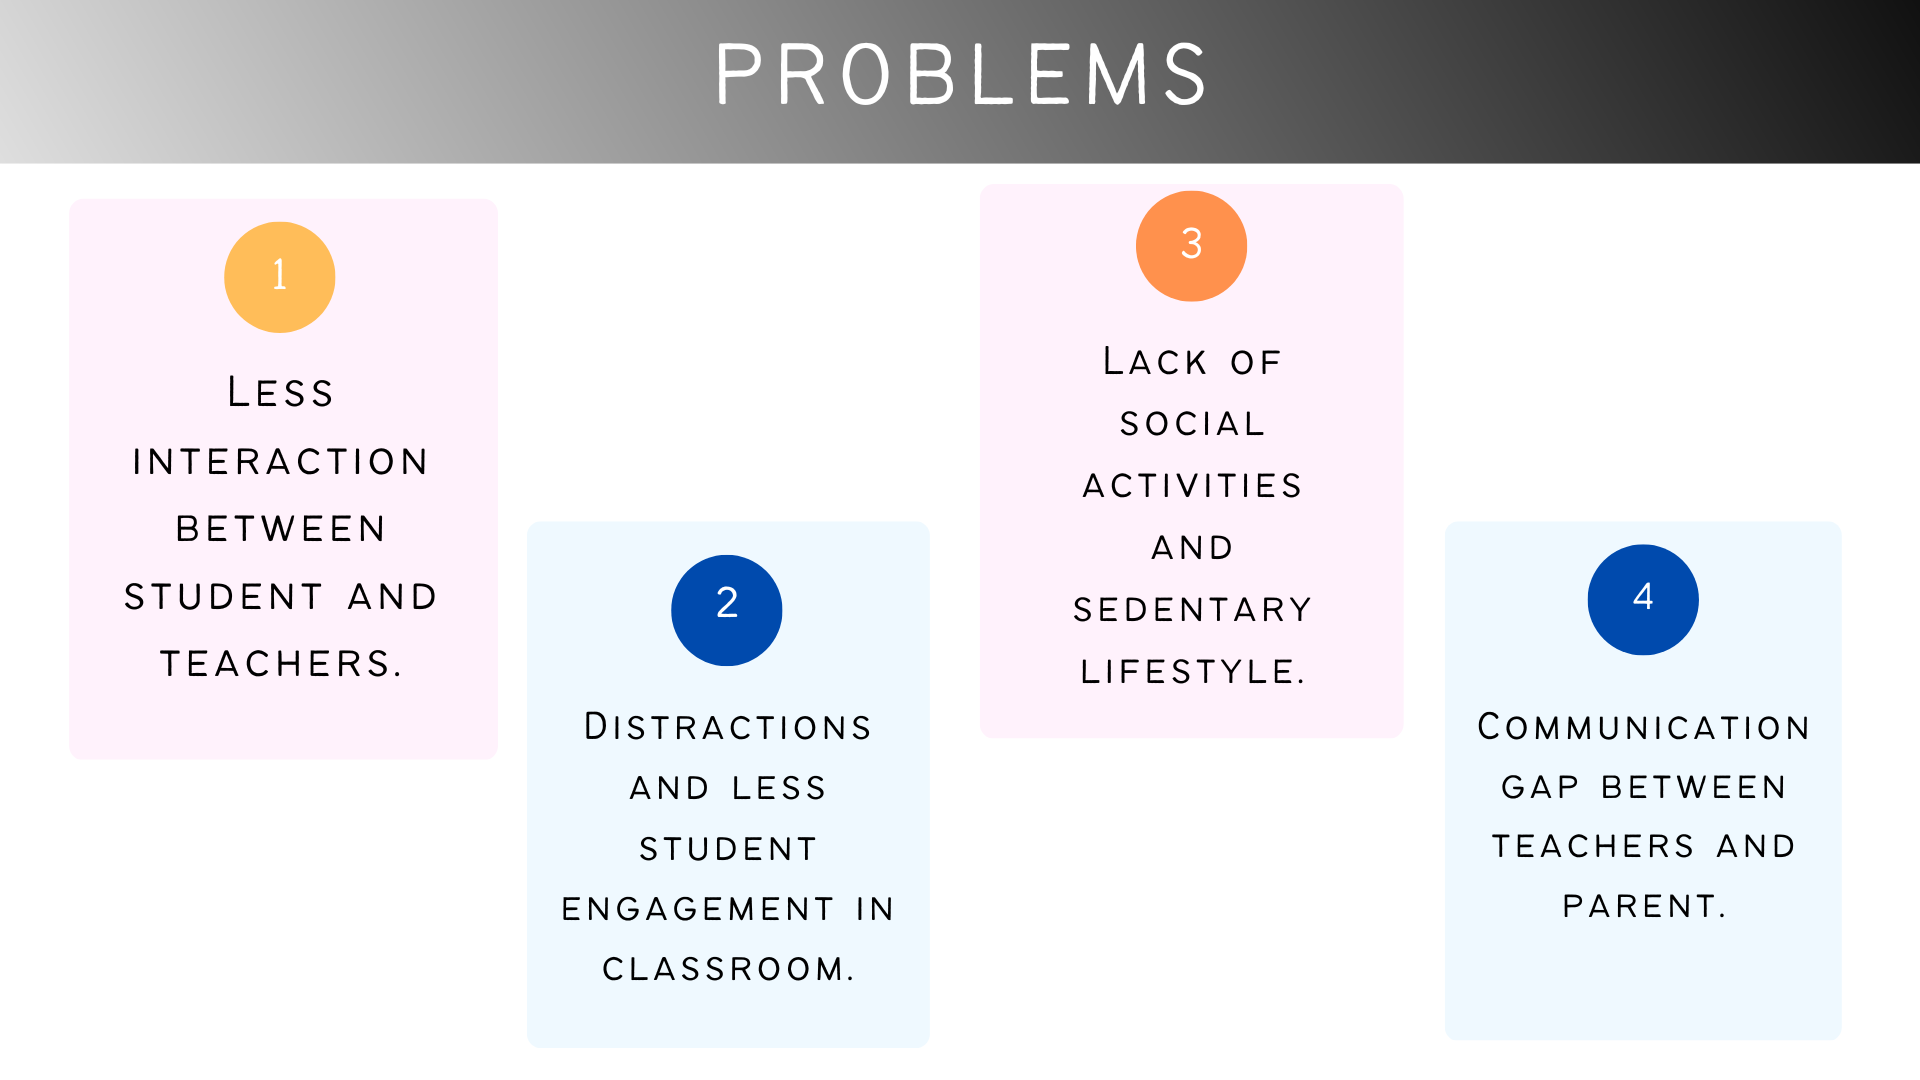 PROBLEMS
1
Less
interaction
between
student and
teachers.
2
Distractions
and less
student
engagement in
classroom.
3
Lack of
social
activities
and
sedentary
lifestyle.
4
Communication
gap between
teachers and
parent.